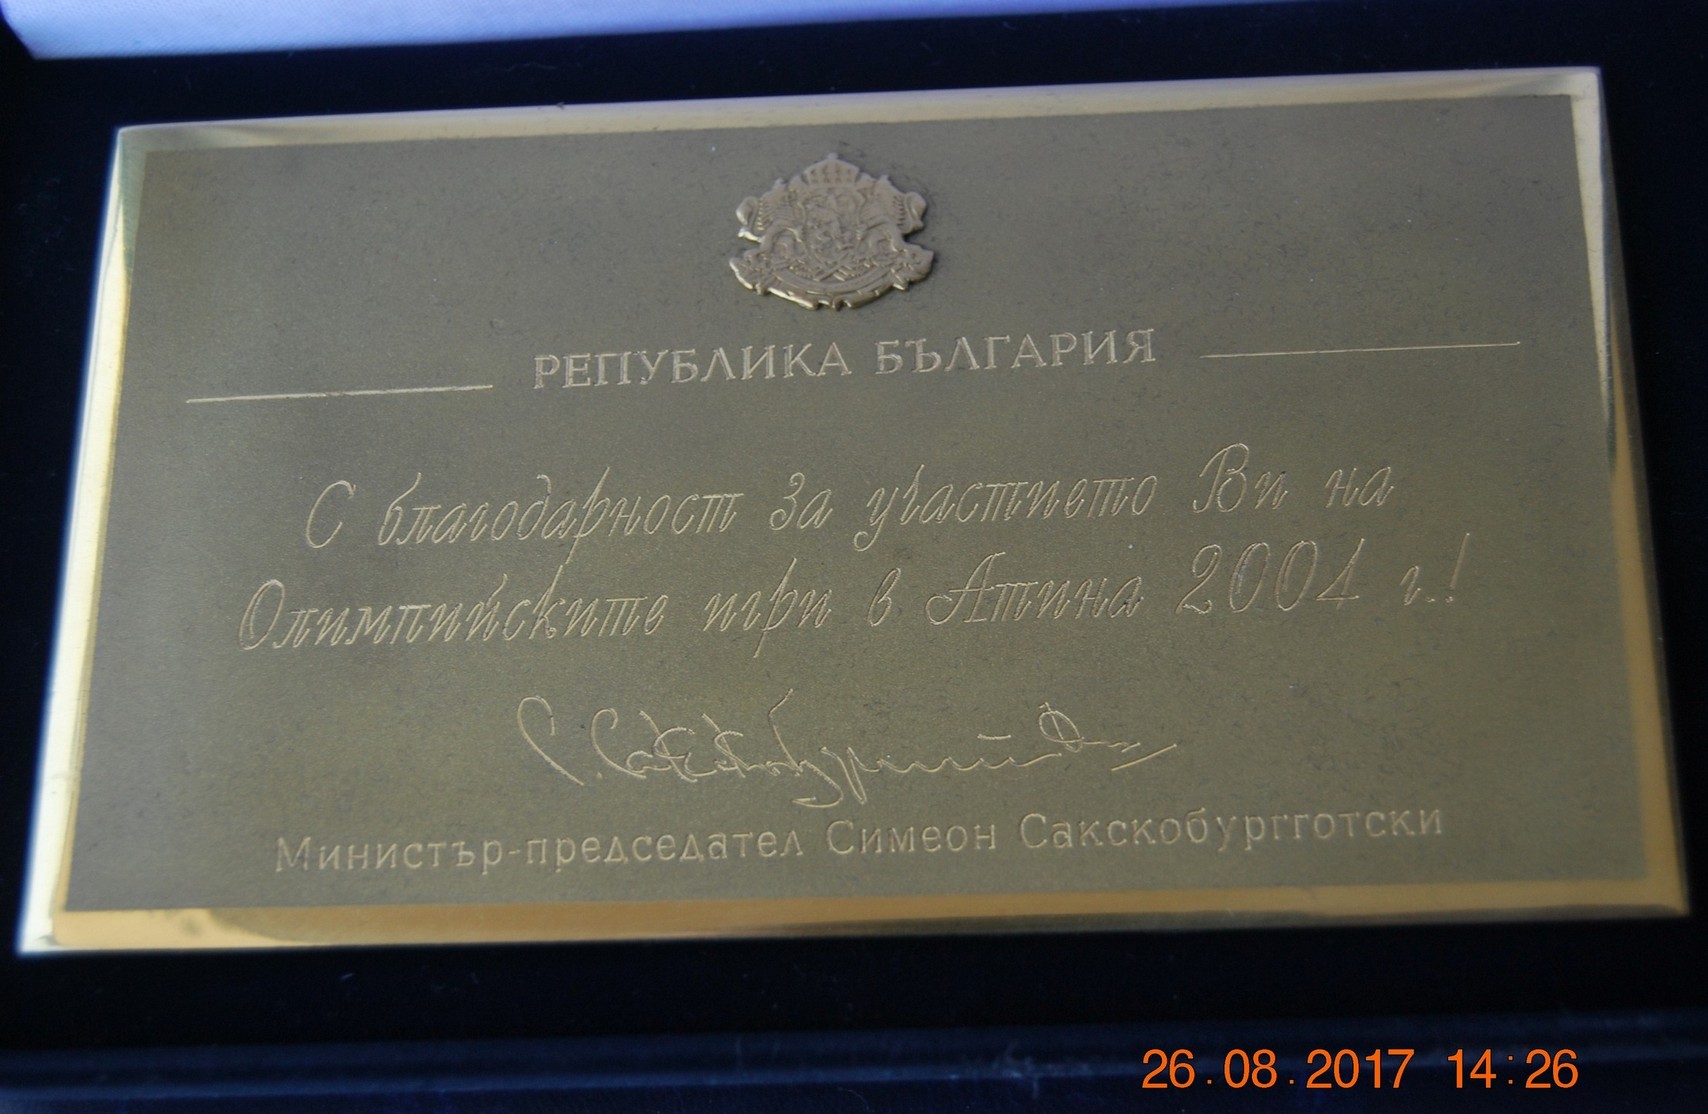 РЕПУБЛИКА БЪЛГАРИЯ
С благодарност за участието Ви на
Олимпийските игри в Атина 2004 г.!
С. Сакскобургготски
Министър-председател Симеон Сакскобургготски
26.08.2017 14:26